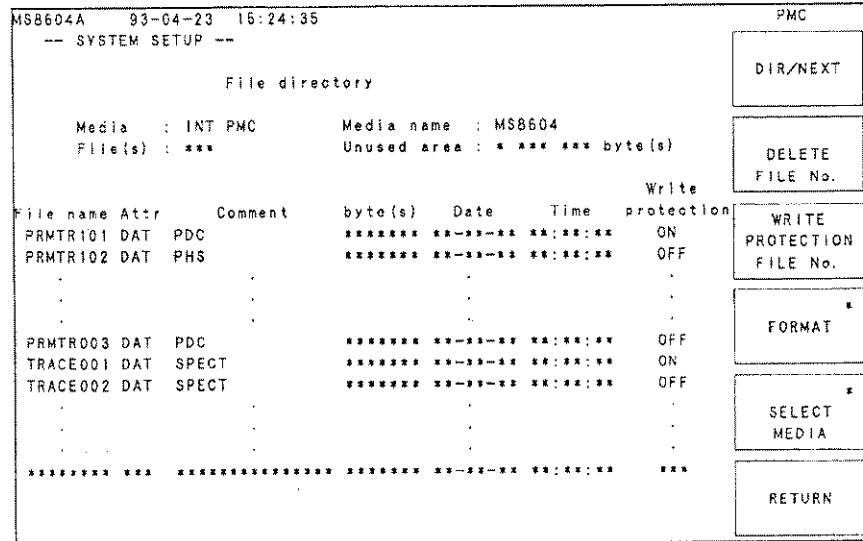 MS8604A 93-04-23 16:24:35
-- SYSTEM SETUP --
File directory
Media : INT PMC Media name : MS8604
File(s) : *** Unused area : * *** *** byte(s)
Write
File name Attr Comment byte(s) Date Time protection
PRMTR101 DAT PDC ******* **-**-** **:**:** ON
PRMTR102 DAT PHS ******* **-**-** **:**:** OFF
. . . .
. . . .
. . . .
PRMTR003 DAT PDC ******* **-**-** **:**:** OFF
TRACE001 DAT SPECT ******* **-**-** **:**:** ON
TRACE002 DAT SPECT ******* **-**-** **:**:** OFF
. . . .
. . . .
. . . .
******** *** ************** ******* **-**-** **:**:** ***
PMC
DIR/NEXT
DELETE
FILE No.
WRITE
PROTECTION
FILE No.
*
FORMAT
*
SELECT
MEDIA
RETURN